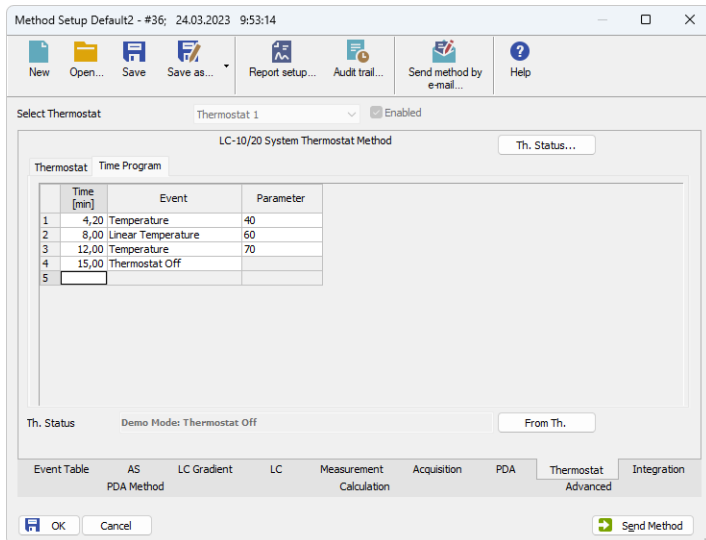 Method Setup Default2 - #36; 24.03.2023 9:53:14
New Open... Save Save as... Report setup... Audit trail... Send method by e-mail... Help
Select Thermostat Thermostat 1 Enabled
LC-10/20 System Thermostat Method Th. Status...
Thermostat Time Program
Time [min] Event Parameter
1 4,20 Temperature 40
2 8,00 Linear Temperature 60
3 12,00 Temperature 70
4 15,00 Thermostat Off
5
Th. Status Demo Mode: Thermostat Off From Th.
Event Table AS LC Gradient LC Measurement Acquisition PDA Thermostat Integration
PDA Method Calculation Advanced
OK Cancel Send Method